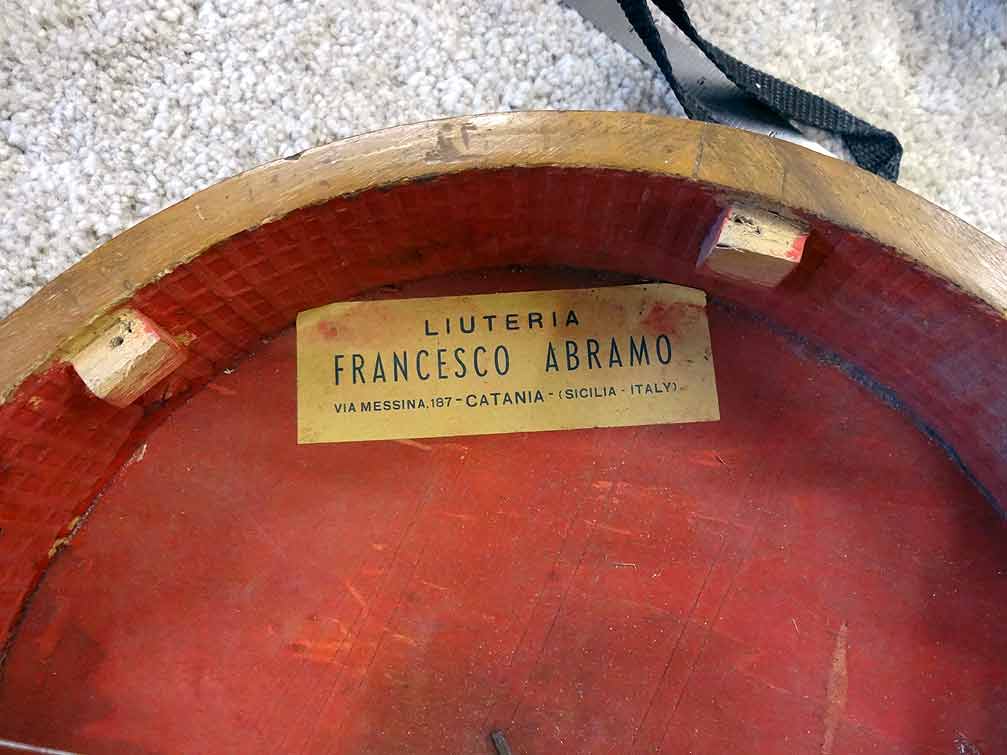 LIUTERIA
FRANCESCO ABRAMO
VIA MESSINA, 187 - CATANIA - (SICILIA - ITALY)